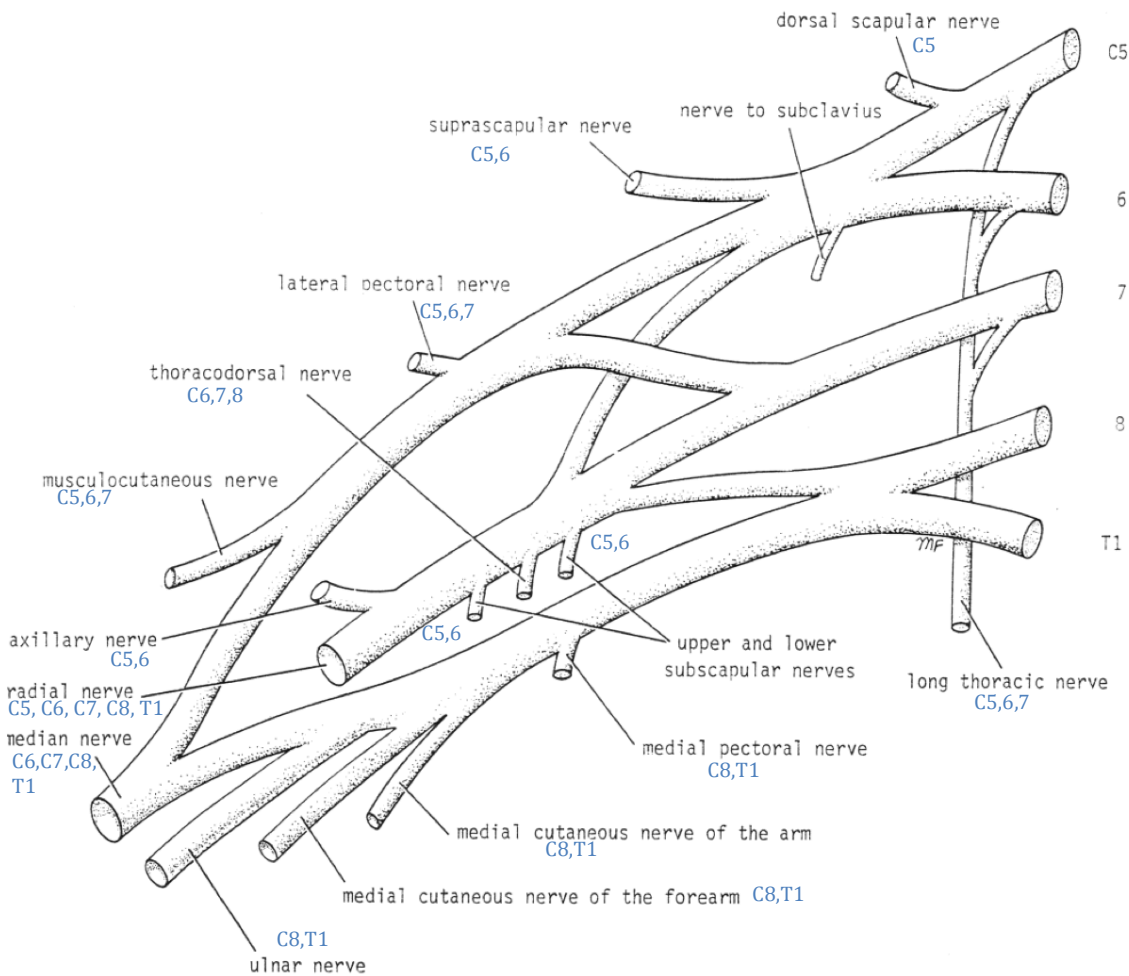 dorsal scapular nerve
C5
C5
nerve to subclavius
suprascapular nerve
C5,6
6
lateral pectoral nerve
C5,6,7
7
thoracodorsal nerve
C6,7,8
8
musculocutaneous nerve
C5,6,7
C5,6
MF
T1
axillary nerve
C5,6
C5,6
upper and lower
subscapular nerves
radial nerve
C5, C6, C7, C8, T1
long thoracic nerve
C5,6,7
median nerve
C6,C7,C8,
T1
medial pectoral nerve
C8,T1
medial cutaneous nerve of the arm
C8,T1
medial cutaneous nerve of the forearm C8,T1
C8,T1
ulnar nerve